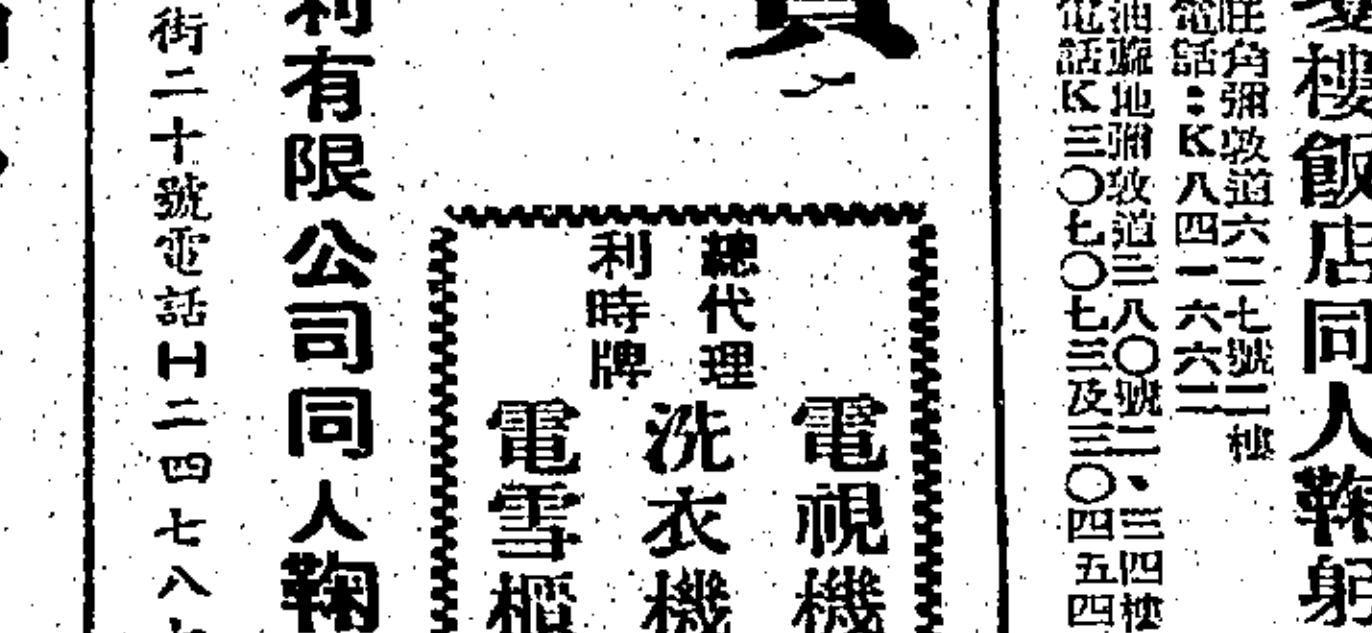 樓飯店同人鞠躬
旺角彌敦道六二七號二樓
電話：K八四一六六二
油蔴地彌敦道三八〇號二、三四樓
電話K三〇七〇七三及三〇四五四
總代理
利時牌
電視機
洗衣機
電雪櫃
利有限公司同人鞠
街二十號電話H二四七八